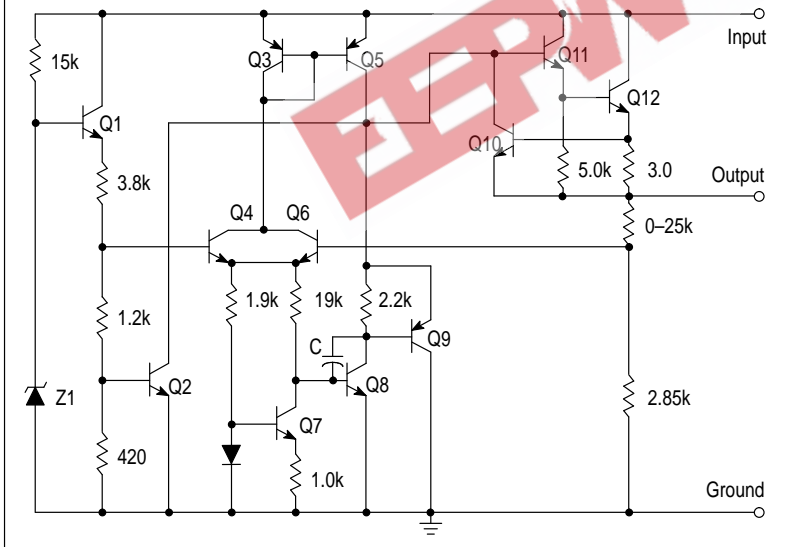 Input
15k
Q3
Q5
Q11
Q12
Q1
Q10
3.8k
5.0k
3.0
Output
Q4
Q6
0–25k
1.9k
19k
2.2k
1.2k
C
Q9
Q2
Q8
Z1
2.85k
Q7
420
1.0k
Ground
EEPW